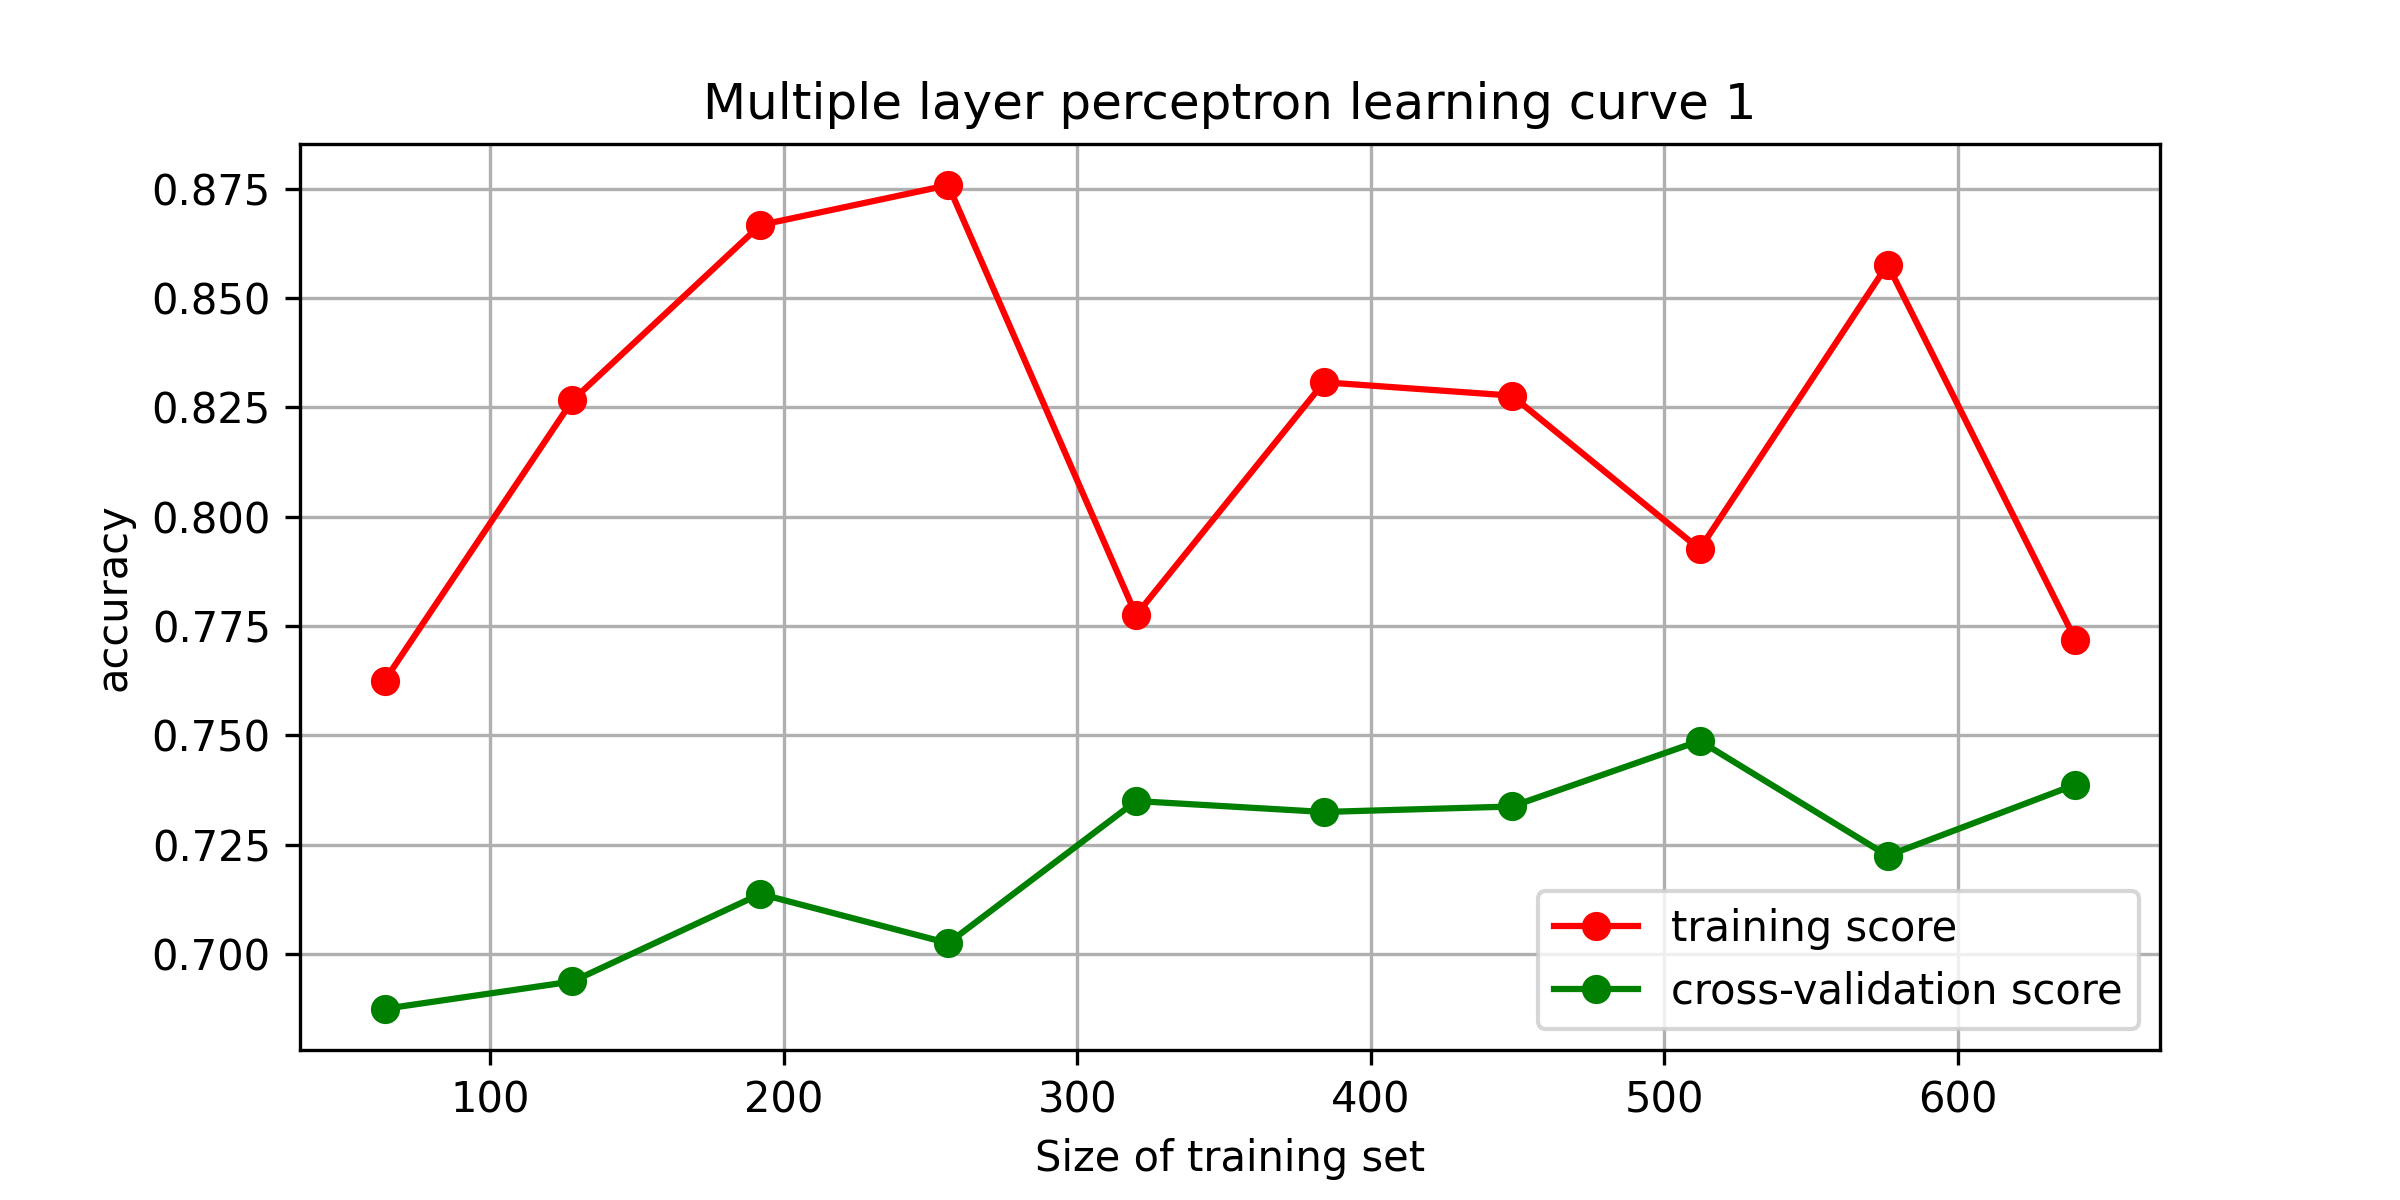 Multiple layer perceptron learning curve 1
0.875
0.850
0.825
0.800
0.775
0.750
0.725
0.700
accuracy
training score
cross-validation score
100 200 300 400 500 600
Size of training set